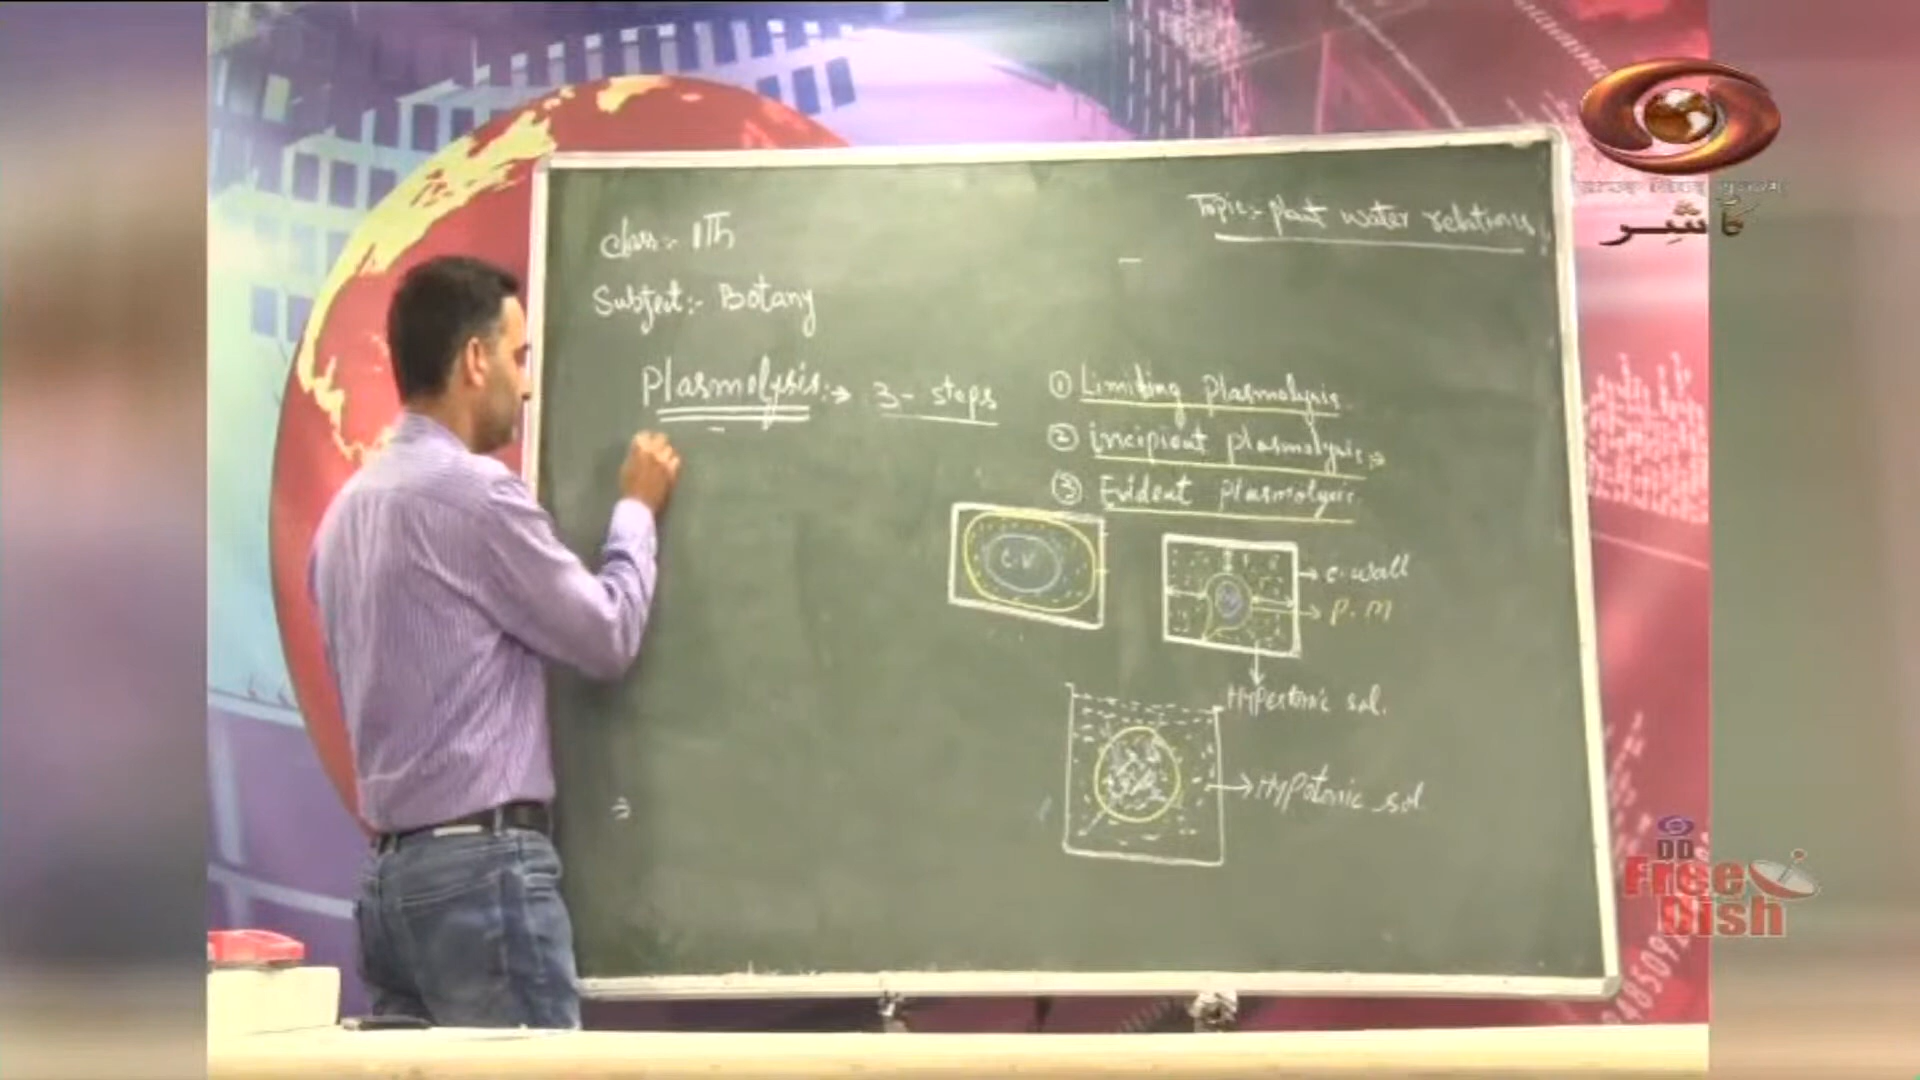 Class:- 11Th
Topic:- plant water relations
Subject:- Botany
Plasmolysis:→ 3- steps
① Limiting plasmolysis
② incipient plasmolysis:⇒
③ Evident plasmolysis
C.V
→ c. wall
→ P. M
Hypertonic sol.
→ Hypotonic sol
کٲشُر
DD
Free
Dish